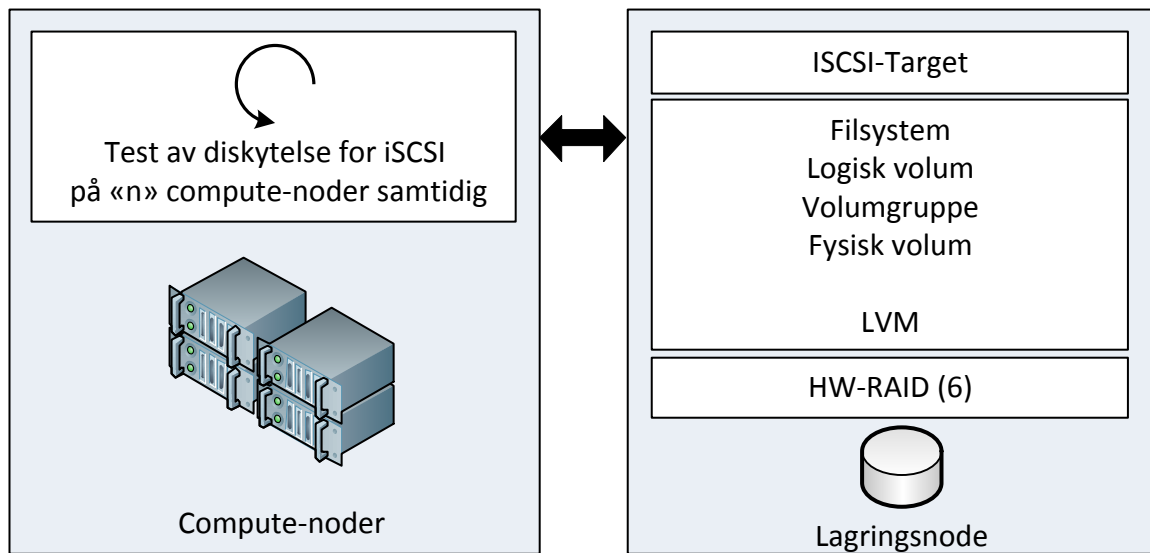 Test av diskytelse for iSCSI
på «n» compute-noder samtidig
Compute-noder
ISCSI-Target
Filsystem
Logisk volum
Volumgruppe
Fysisk volum
LVM
HW-RAID (6)
Lagringsnode